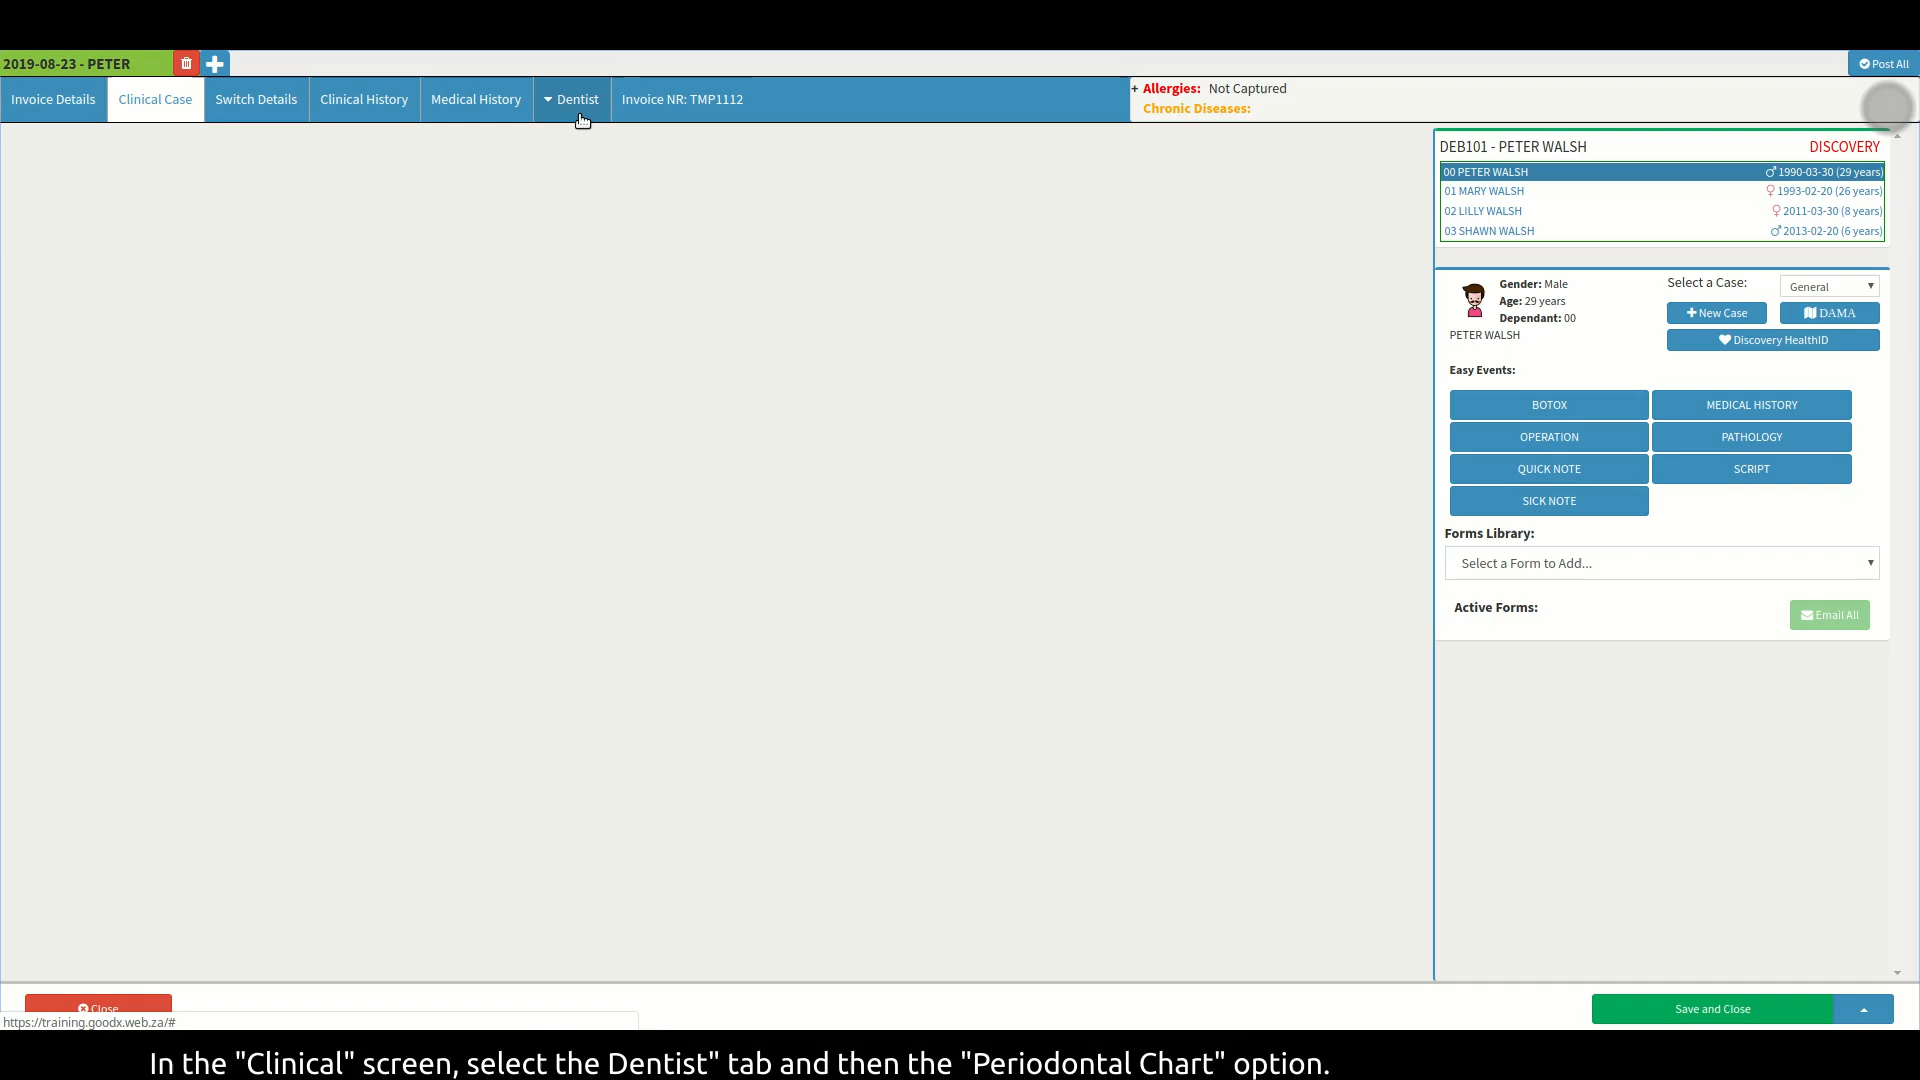 2019-08-23 - PETER
Post All
Invoice Details
Clinical Case
Switch Details
Clinical History
Medical History
Dentist
Invoice NR: TMP1112
+ Allergies: Not Captured
Chronic Diseases:
DEB101 - PETER WALSH DISCOVERY
00 PETER WALSH 1990-03-30 (29 years)
01 MARY WALSH 1993-02-20 (26 years)
02 LILLY WALSH 2011-03-30 (8 years)
03 SHAWN WALSH 2013-02-20 (6 years)
Gender: Male
Age: 29 years
Dependant: 00
PETER WALSH
Select a Case:
General
New Case
DAMA
Discovery HealthID
Easy Events:
BOTOX
MEDICAL HISTORY
OPERATION
PATHOLOGY
QUICK NOTE
SCRIPT
SICK NOTE
Forms Library:
Select a Form to Add...
Active Forms:
Email All
Close
Save and Close
https://training.goodx.web.za/#
In the "Clinical" screen, select the Dentist" tab and then the "Periodontal Chart" option.